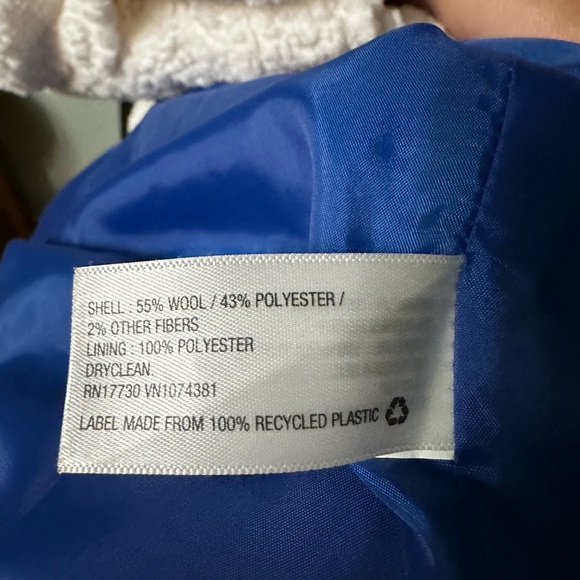 SHELL : 55% WOOL / 43% POLYESTER /
2% OTHER FIBERS
LINING : 100% POLYESTER
DRYCLEAN
RN17730 VN1074381
LABEL MADE FROM 100% RECYCLED PLASTIC